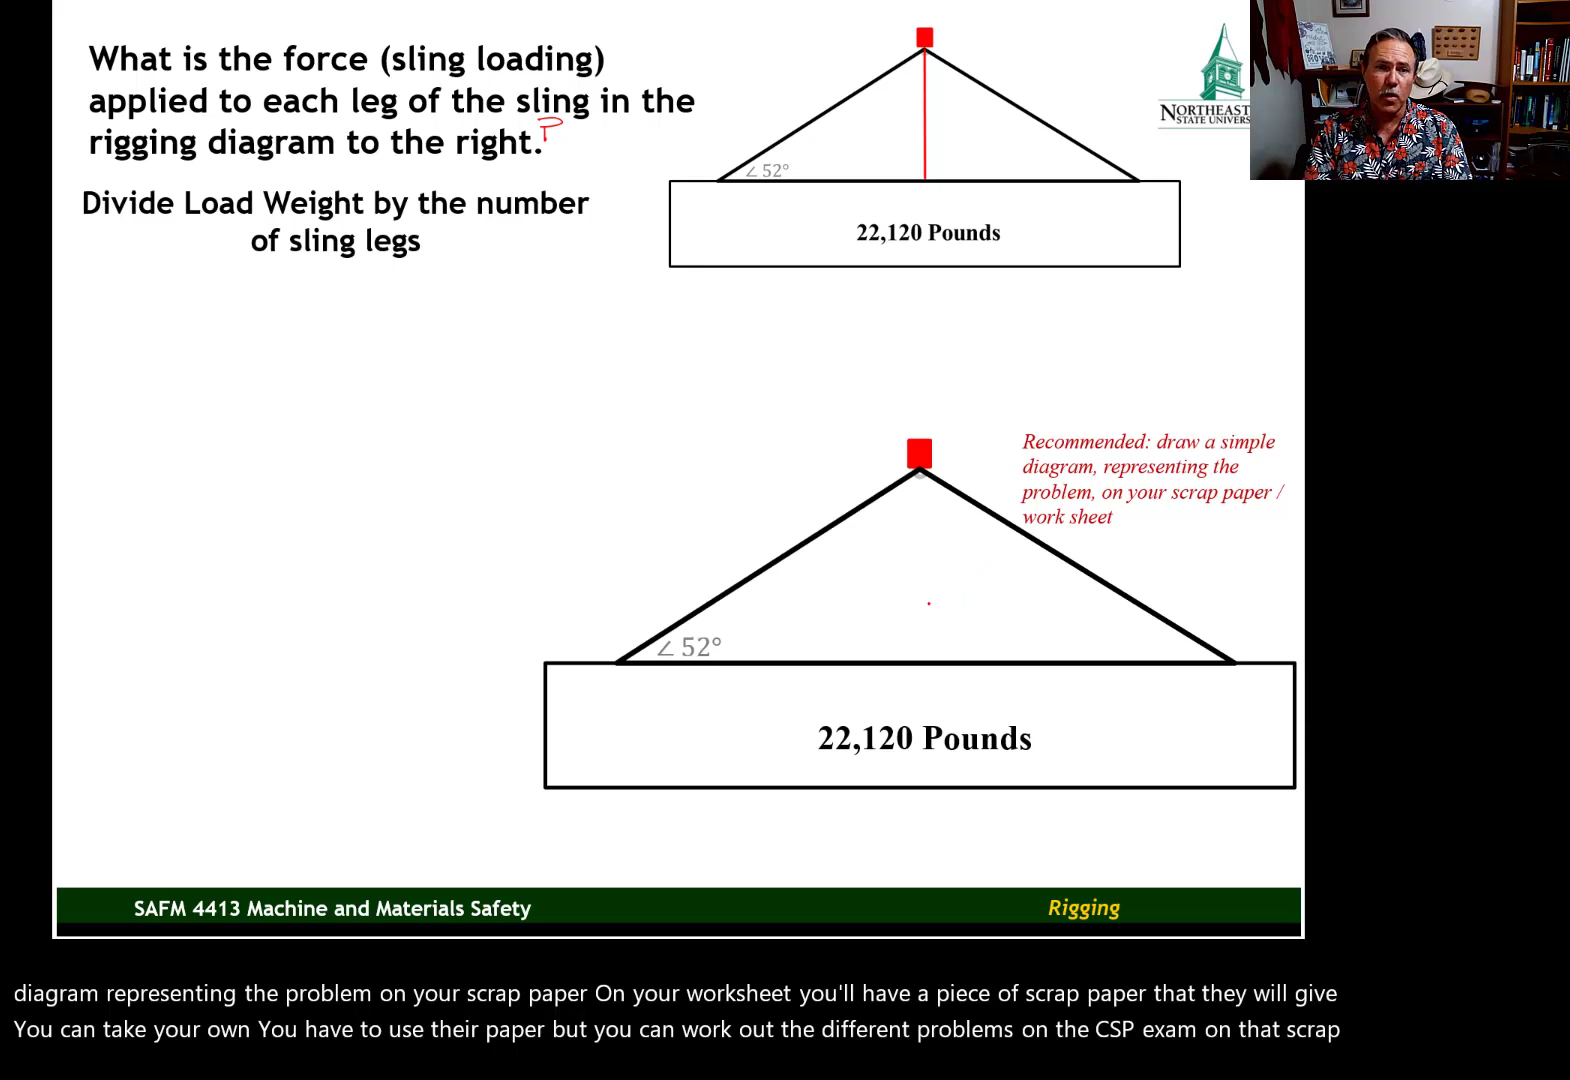 What is the force (sling loading)
applied to each leg of the sling in the
rigging diagram to the right.
P
Divide Load Weight by the number
of sling legs
∠ 52°
22,120 Pounds
NORTHEAST
STATE UNIVERS
Recommended: draw a simple
diagram, representing the
problem, on your scrap paper /
work sheet
∠ 52°
22,120 Pounds
SAFM 4413 Machine and Materials Safety
Rigging
diagram representing the problem on your scrap paper On your worksheet you'll have a piece of scrap paper that they will give
You can take your own You have to use their paper but you can work out the different problems on the CSP exam on that scrap